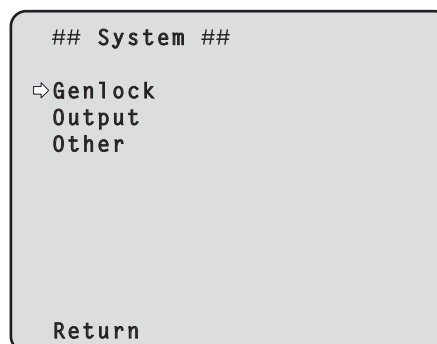 ## System ##
⇨Genlock
Output
Other
Return